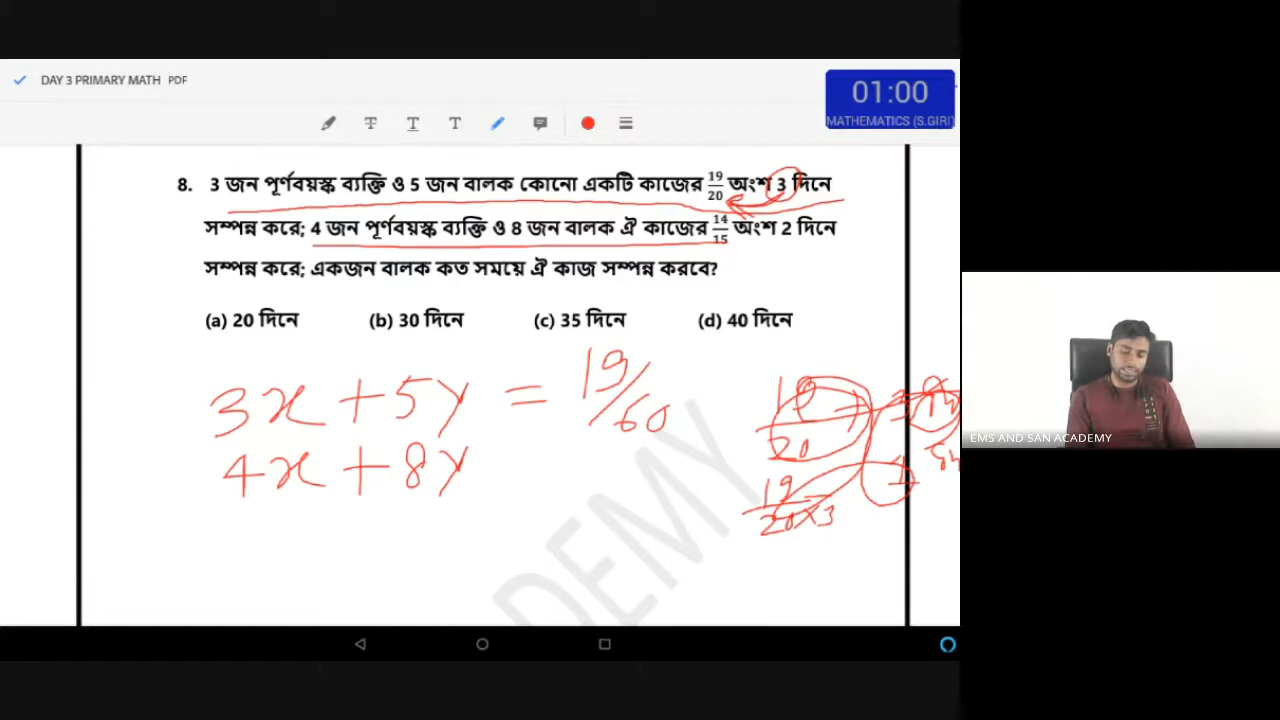 DAY 3 PRIMARY MATH PDF
01:00
MATHEMATICS (S.GIRI)
8. 3 জন পূর্ণবয়স্ক ব্যক্তি ও 5 জন বালক কোনো একটি কাজের 19/20 অংশ 3 দিনে
সম্পন্ন করে; 4 জন পূর্ণবয়স্ক ব্যক্তি ও 8 জন বালক ঐ কাজের 14/15 অংশ 2 দিনে
সম্পন্ন করে; একজন বালক কত সময়ে ঐ কাজ সম্পন্ন করবে?
(a) 20 দিনে (b) 30 দিনে (c) 35 দিনে (d) 40 দিনে
3x + 5y = 19/60
4x + 8y
19/20
1
19/20×3
DEMY
EMS AND SAN ACADEMY